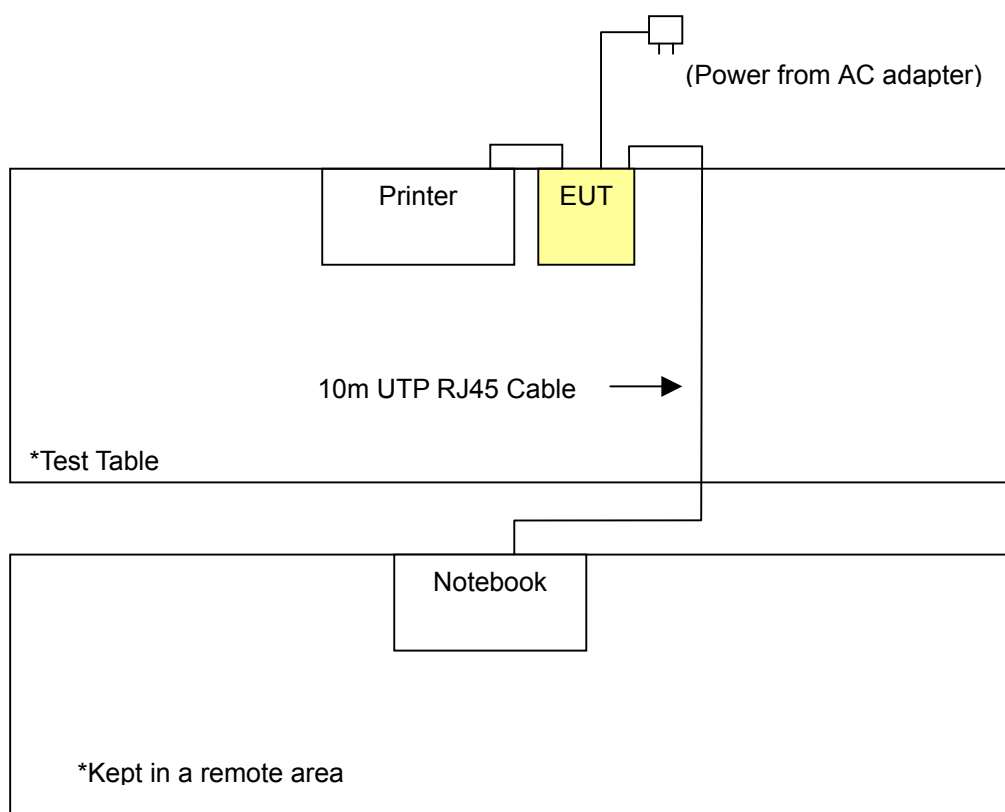 (Power from AC adapter)
Printer
EUT
10m UTP RJ45 Cable
*Test Table
Notebook
*Kept in a remote area